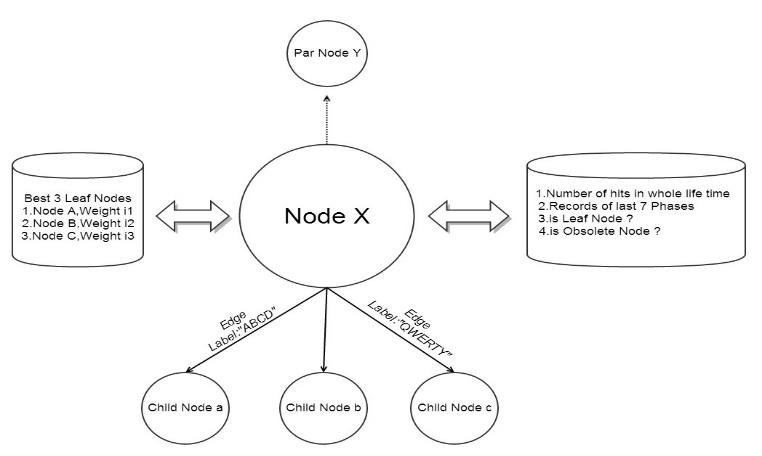 Par Node Y
Best 3 Leaf Nodes
1.Node A,Weight i1
2.Node B.Weight i2
3.Node C,Weight i3
Node X
1.Number of hits in whole life time
2.Records of last 7 Phases
3.is Leaf Node ?
4.is Obsolete Node ?
Edge
Label:"ABCD"
Edge
Label:"QWERTY"
Child Node a
Child Node b
Child Node c